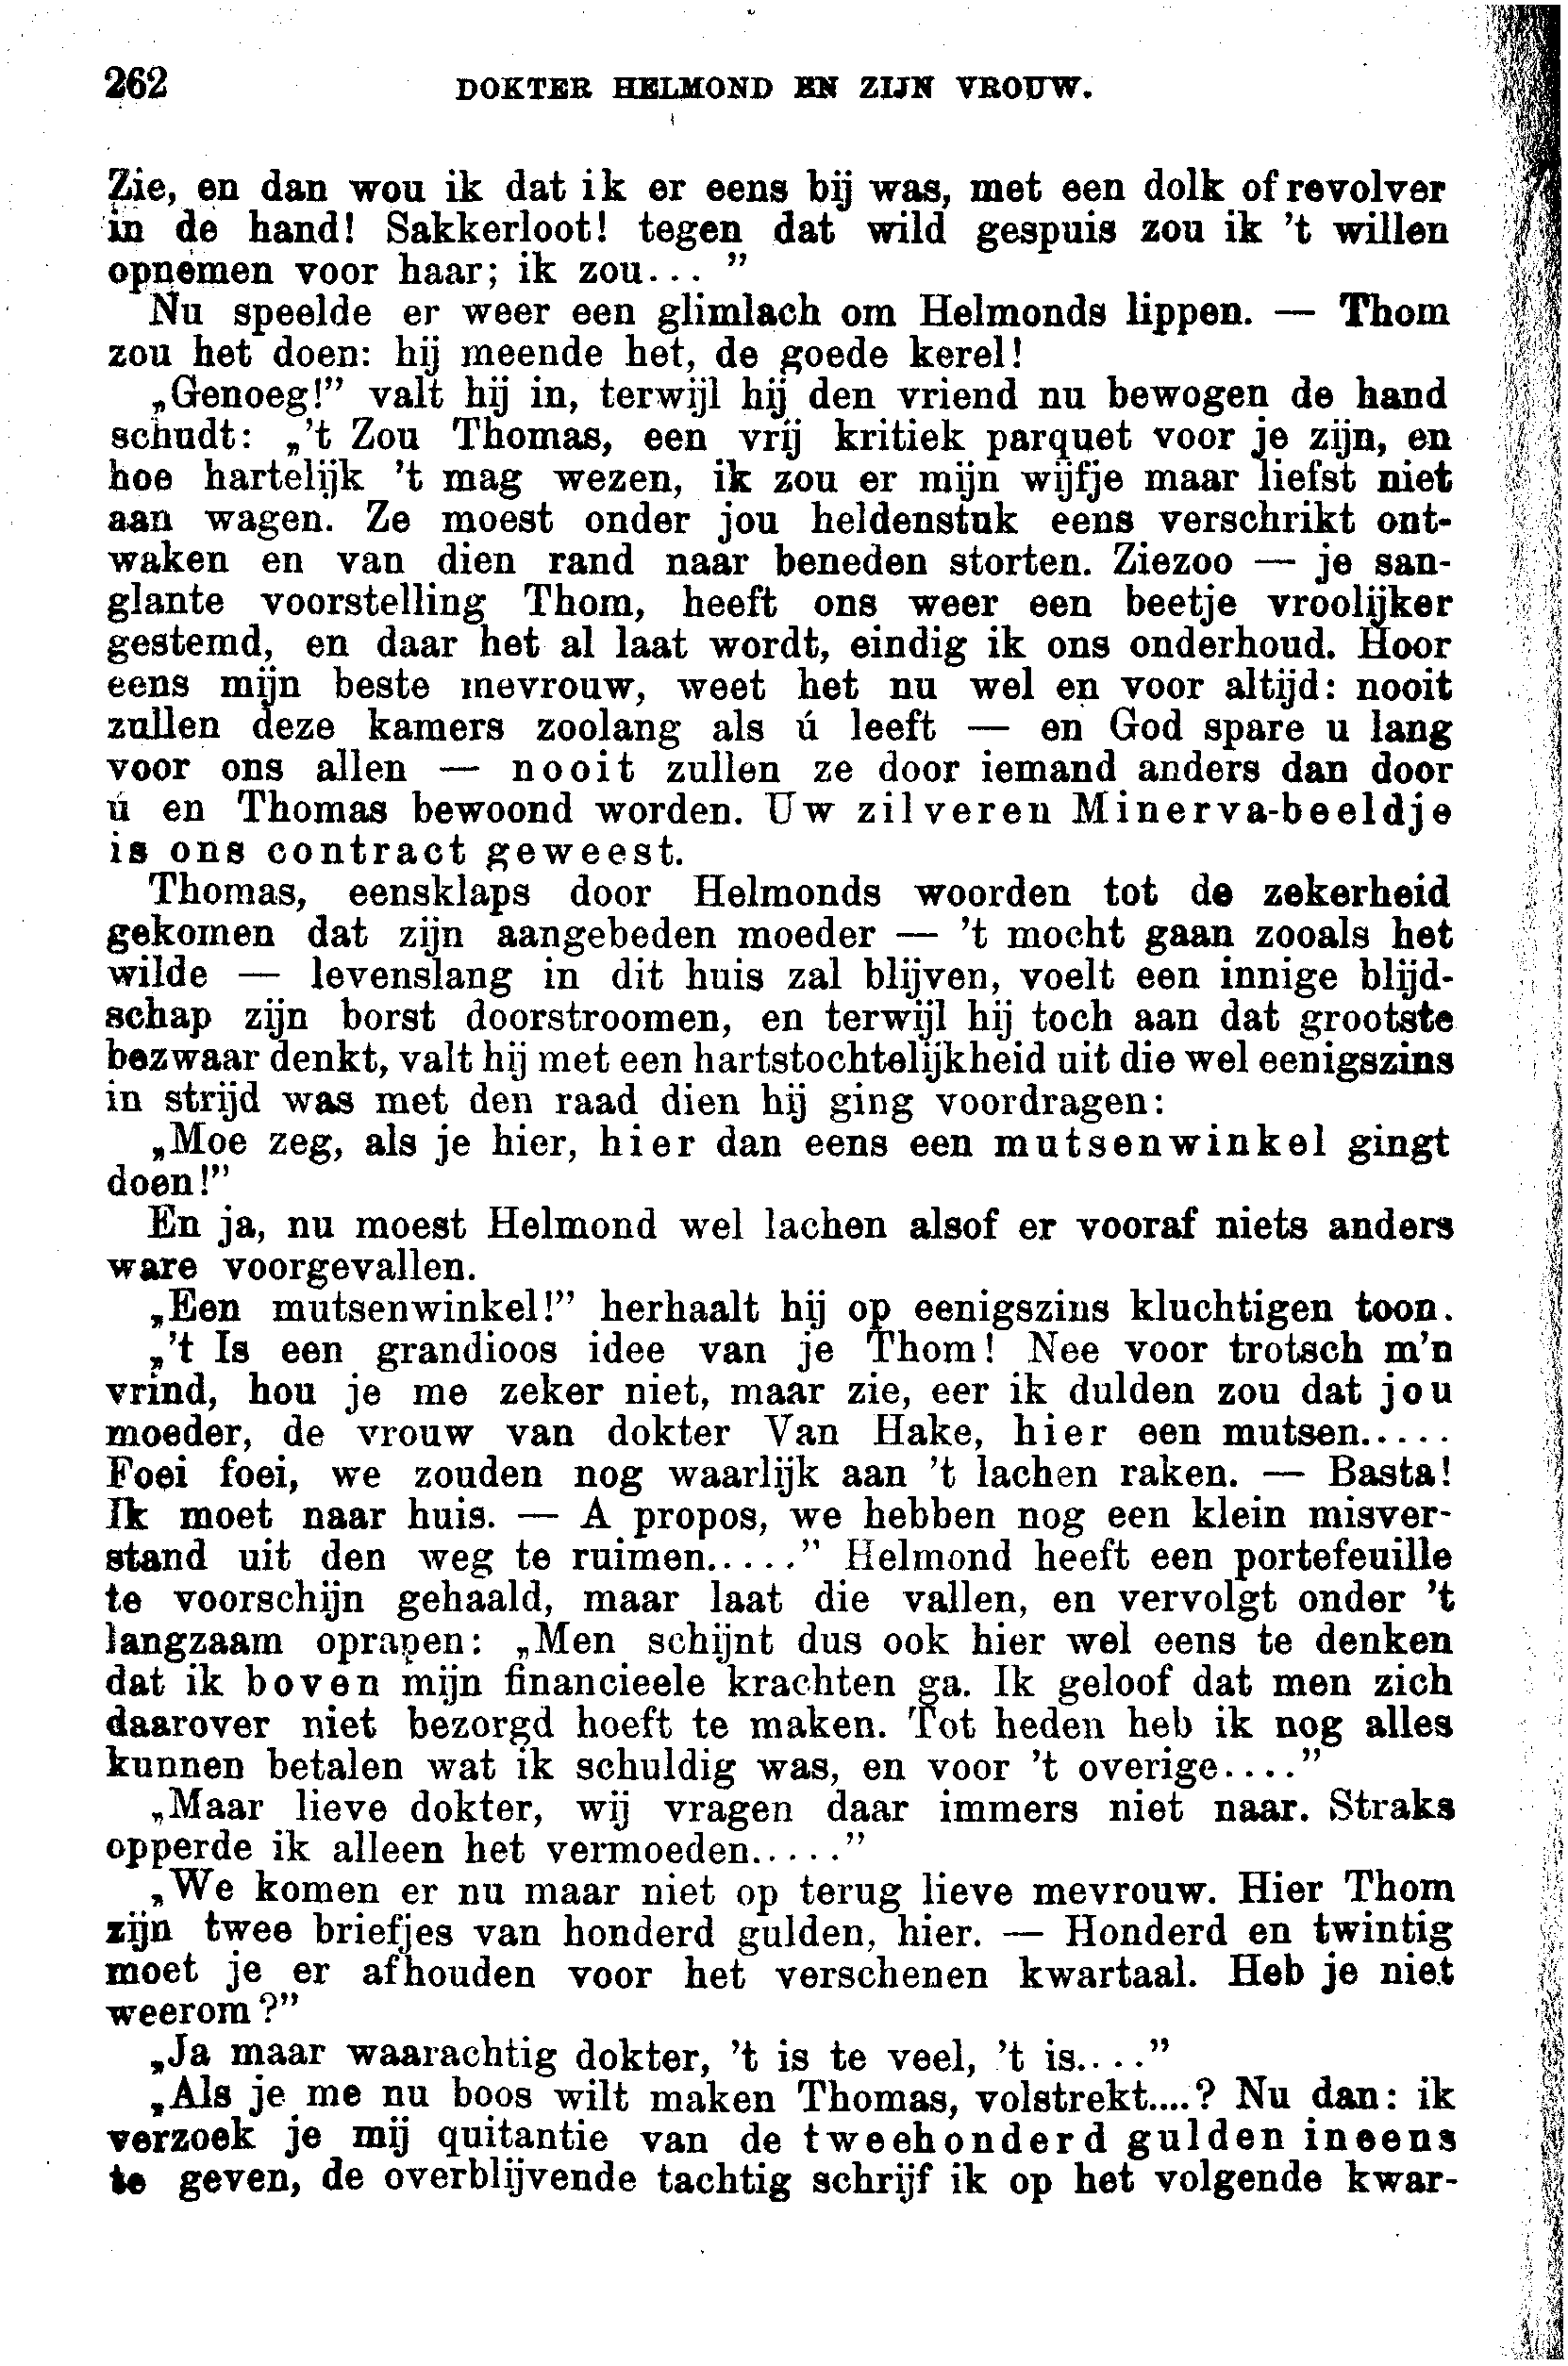 262 DOKTER HELMOND EN ZIJN VROUW.
Zie, en dan wou ik dat ik er eens bij was, met een dolk of revolver
in de hand! Sakkerloot! tegen dat wild gespuis zou ik 't willen
opnemen voor haar; ik zou... ”
Nu speelde er weer een glimlach om Helmonds lippen. — Thom
zou het doen: hij meende het, de goede kerel!
„Genoeg!” valt hij in, terwijl hij den vriend nu bewogen de hand
schudt: „'t Zou Thomas, een vrij kritiek parquet voor je zijn, en
hoe hartelijk 't mag wezen, ik zou er mijn wijfje maar liefst niet
aan wagen. Ze moest onder jou heldenstuk eens verschrikt ont-
waken en van dien rand naar beneden storten. Ziezoo — je san-
glante voorstelling Thom, heeft ons weer een beetje vroolijker
gestemd, en daar het al laat wordt, eindig ik ons onderhoud. Hoor
eens mijn beste mevrouw, weet het nu wel en voor altijd: nooit
zullen deze kamers zoolang als ú leeft — en God spare u lang
voor ons allen — nooit zullen ze door iemand anders dan door
ú en Thomas bewoond worden. Uw zilveren Minerva-beeldje
is ons contract geweest.
Thomas, eensklaps door Helmonds woorden tot de zekerheid
gekomen dat zijn aangebeden moeder — 't mocht gaan zooals het
wilde — levenslang in dit huis zal blijven, voelt een innige blijd-
schap zijn borst doorstroomen, en terwijl hij toch aan dat grootste
bezwaar denkt, valt hij met een hartstochtelijkheid uit die wel eenigszins
in strijd was met den raad dien hij ging voordragen:
„Moe zeg, als je hier, hier dan eens een mutsenwinkel gingt
doen!”
En ja, nu moest Helmond wel lachen alsof er vooraf niets anders
ware voorgevallen.
„Een mutsenwinkel!” herhaalt hij op eenigszins kluchtigen toon.
„'t Is een grandioos idee van je Thom! Nee voor trotsch m'n
vrind, hou je me zeker niet, maar zie, eer ik dulden zou dat jou
moeder, de vrouw van dokter Van Hake, hier een mutsen.....
Foei foei, we zouden nog waarlijk aan 't lachen raken. — Basta!
Ik moet naar huis. — A propos, we hebben nog een klein misver-
stand uit den weg te ruimen.....” Helmond heeft een portefeuille
te voorschijn gehaald, maar laat die vallen, en vervolgt onder 't
langzaam oprapen: „Men schijnt dus ook hier wel eens te denken
dat ik boven mijn financieele krachten ga. Ik geloof dat men zich
daarover niet bezorgd hoeft te maken. Tot heden heb ik nog alles
kunnen betalen wat ik schuldig was, en voor 't overige....”
„Maar lieve dokter, wij vragen daar immers niet naar. Straks
opperde ik alleen het vermoeden.....”
„We komen er nu maar niet op terug lieve mevrouw. Hier Thom
zijn twee briefjes van honderd gulden, hier. — Honderd en twintig
moet je er afhouden voor het verschenen kwartaal. Heb je niet
weerom?”
„Ja maar waarachtig dokter, 't is te veel, 't is....”
„Als je me nu boos wilt maken Thomas, volstrekt....? Nu dan: ik
verzoek je mij quitantie van de tweehonderd gulden ineens
te geven, de overblijvende tachtig schrijf ik op het volgende kwar-